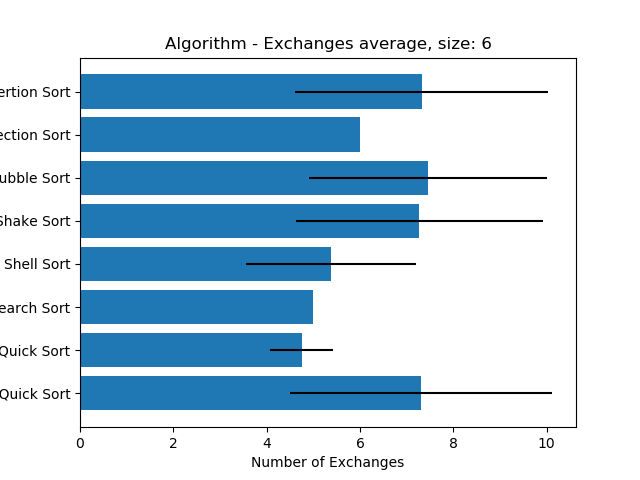 Algorithm - Exchanges average, size: 6
ertion Sort
ection Sort
ubble Sort
Shake Sort
Shell Sort
earch Sort
Quick Sort
Quick Sort
0 2 4 6 8 10
Number of Exchanges